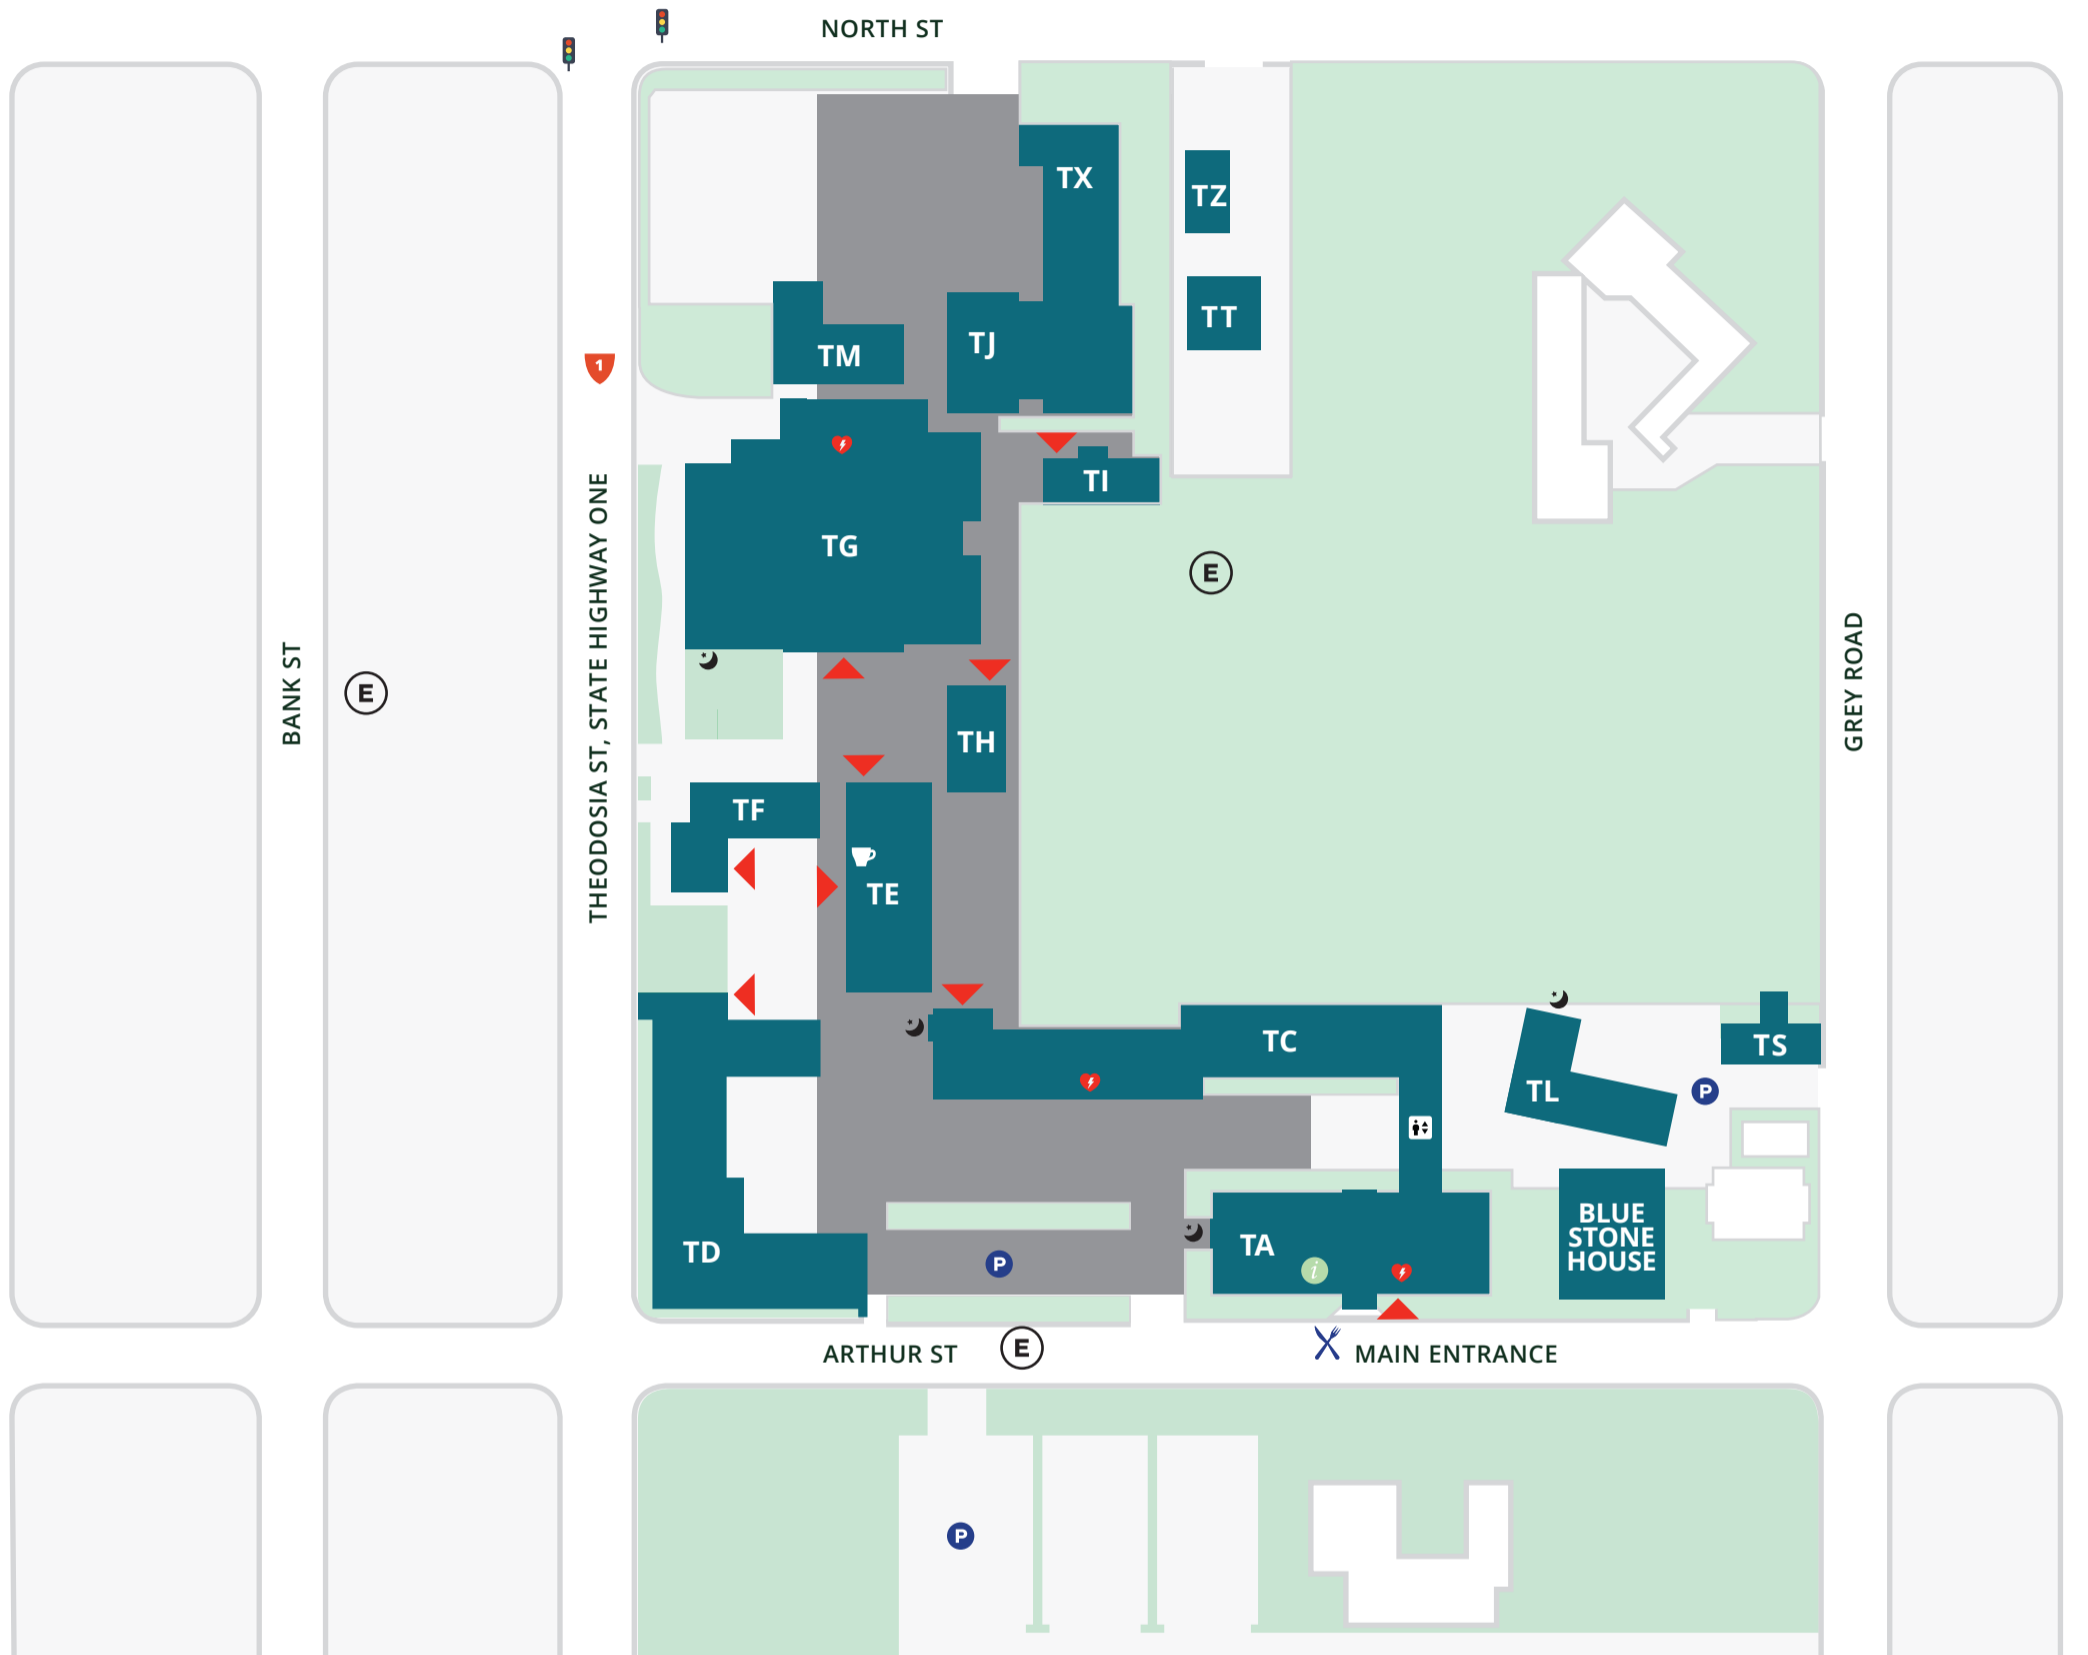 NORTH ST
TX
TZ
TT
TJ
TM
1
TI
TG
E
THEODOSIA ST, STATE HIGHWAY ONE
BANK ST
E
GREY ROAD
TH
TF
TE
TC
TS
TL
P
TD
TA
i
P
BLUE
STONE
HOUSE
ARTHUR ST
E
MAIN ENTRANCE
P